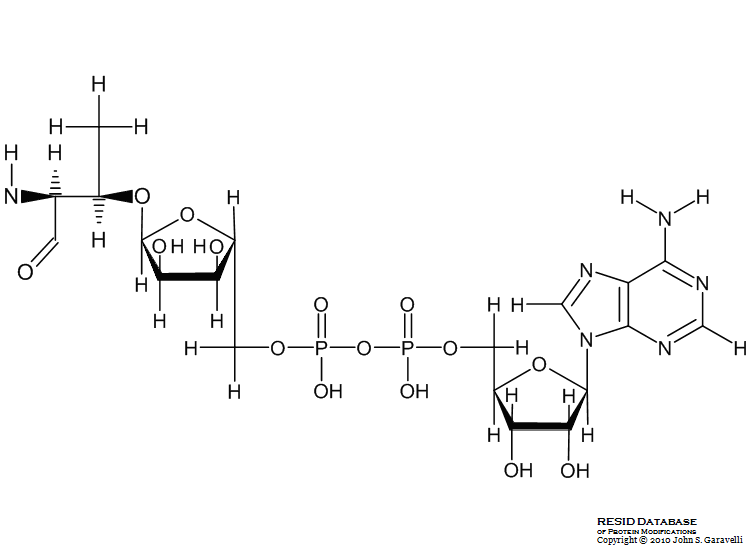 H
H H
H H
N O H H H
O H
OH HO N
H N N
O H
H H O O H H
H O P O P O H N N H
H OH OH O
H H
H H
OH OH
RESID DATABASE
OF PROTEIN MODIFICATIONS
Copyright © 2010 John S. Garavelli